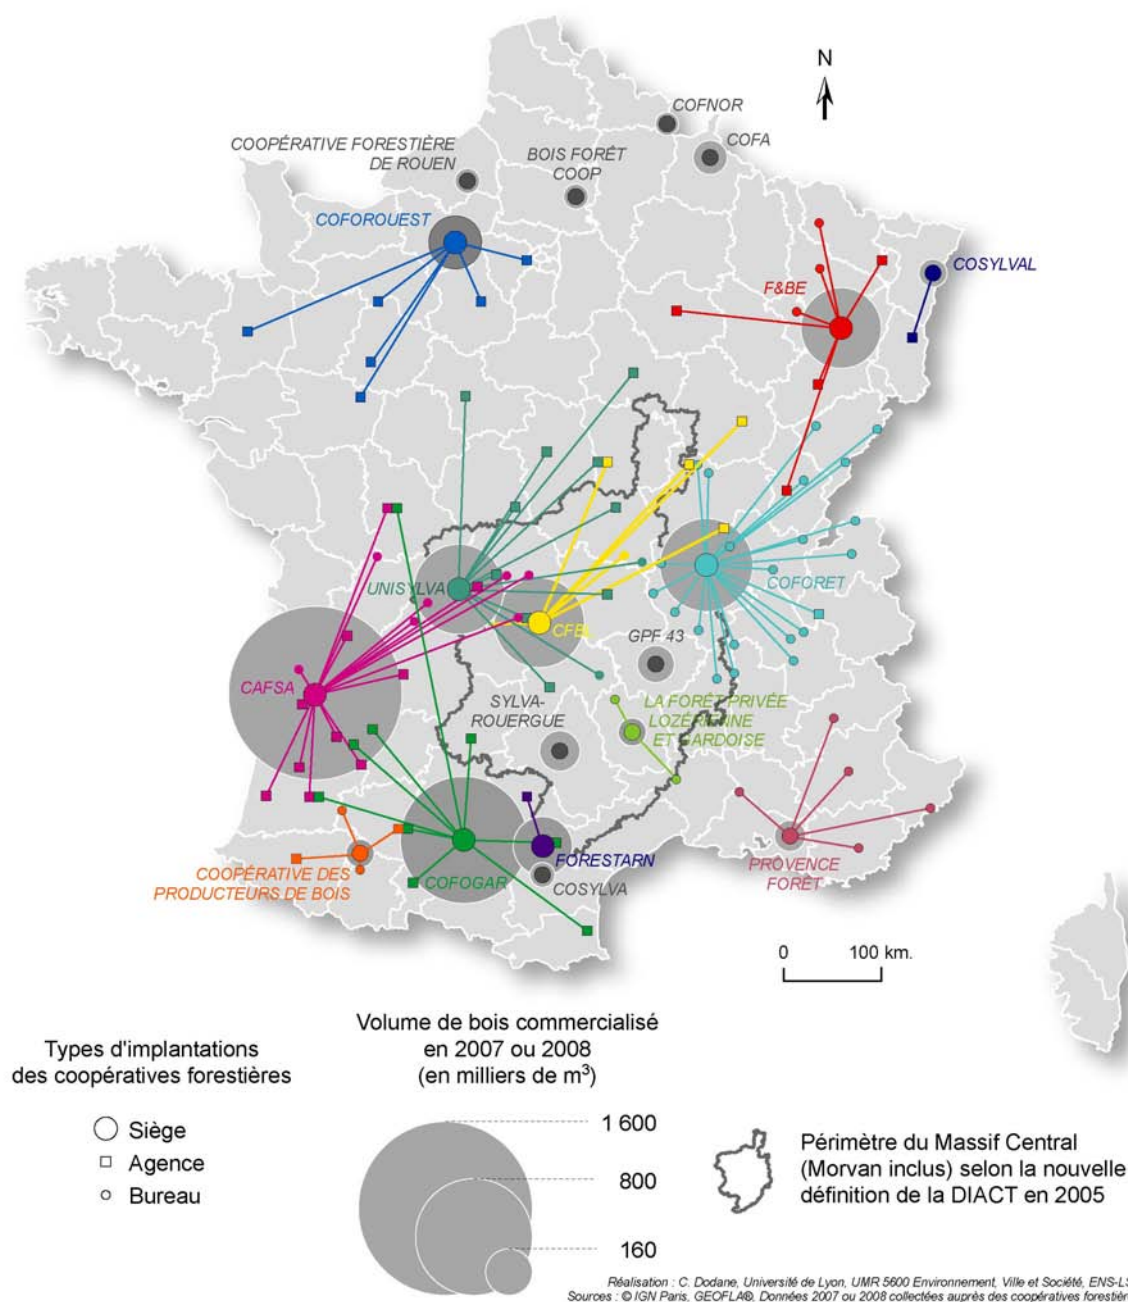 N
COFNOR
COOPÉRATIVE FORESTIÈRE
DE ROUEN
BOIS FORÊT
COOP
COFA
COFOROUEST
F&BE
COSYLVAL
UNISYLVA
COFORET
CFBL
GPF 43
CAFSA
SYLVA-
ROUERGUE
LA FORÊT PRIVÉE
LOZÉRIENNE
ET GARDOISE
COOPÉRATIVE DES
PRODUCTEURS DE BOIS
COFOGAR
FORESTARN
COSYLVA
PROVENCE
FORÊT
0 100 km.
Types d'implantations
des coopératives forestières
Siège
Agence
Bureau
Volume de bois commercialisé
en 2007 ou 2008
(en milliers de m³)
1 600
800
160
Périmètre du Massif Central
(Morvan inclus) selon la nouvelle
définition de la DIACT en 2005
Réalisation : C. Dodane, Université de Lyon, UMR 5600 Environnement, Ville et Société, ENS-LS
Sources : © IGN Paris, GEOFLA®, Données 2007 ou 2008 collectées auprès des coopératives forestièr